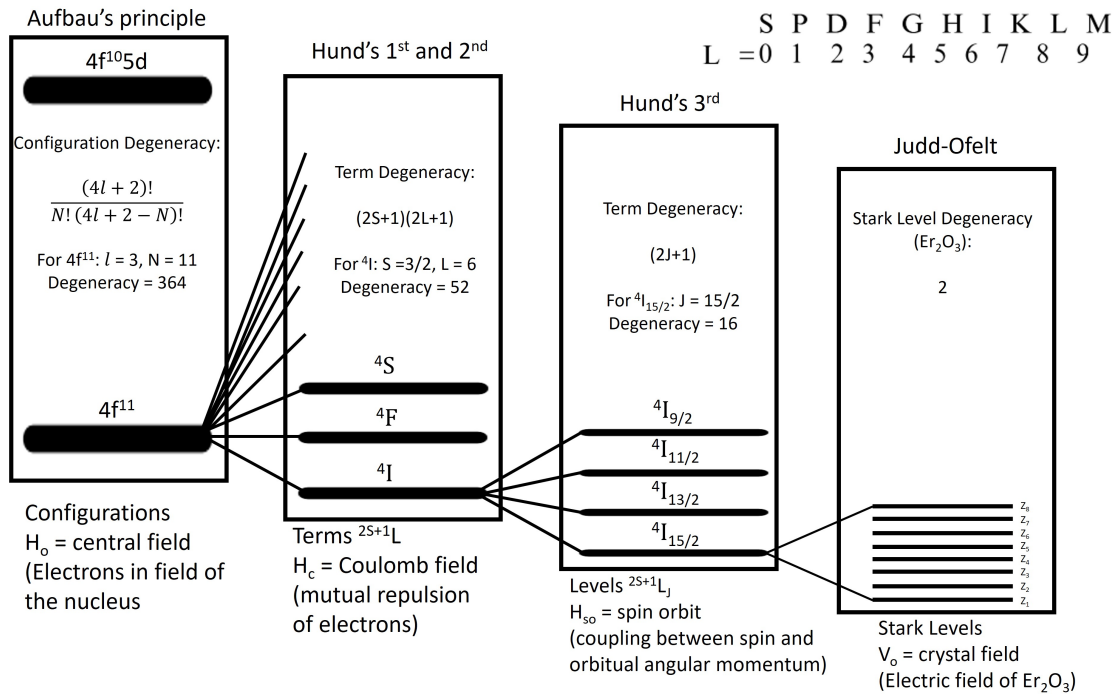 Aufbau's principle
4f¹⁰5d
Configuration Degeneracy:
(4l + 2)!
N! (4l + 2 − N)!
For 4f¹¹: l = 3, N = 11
Degeneracy = 364
4f¹¹
Configurations
Hₒ = central field
(Electrons in field of
the nucleus
Hund's 1ˢᵗ and 2ⁿᵈ
Term Degeneracy:
(2S+1)(2L+1)
For ⁴I: S =3/2, L = 6
Degeneracy = 52
⁴S
⁴F
⁴I
Terms ²ˢ⁺¹L
H꜀ = Coulomb field
(mutual repulsion
of electrons)
S P D F G H I K L M
L =0 1 2 3 4 5 6 7 8 9
Hund's 3ʳᵈ
Term Degeneracy:
(2J+1)
For ⁴I₁₅/₂: J = 15/2
Degeneracy = 16
⁴I₉/₂
⁴I₁₁/₂
⁴I₁₃/₂
⁴I₁₅/₂
Levels ²ˢ⁺¹L_J
Hₛₒ = spin orbit
(coupling between spin and
orbitual angular momentum)
Judd-Ofelt
Stark Level Degeneracy
(Er₂O₃):
2
Z₈
Z₇
Z₆
Z₅
Z₄
Z₃
Z₂
Z₁
Stark Levels
Vₒ = crystal field
(Electric field of Er₂O₃)